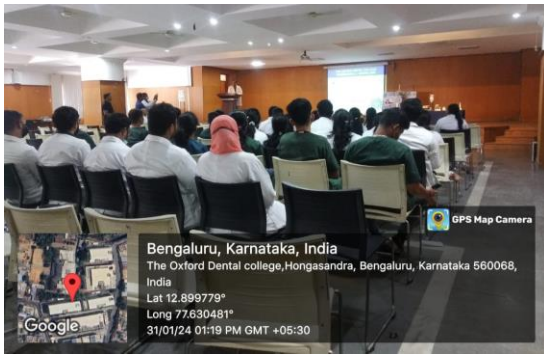 GPS Map Camera
Bengaluru, Karnataka, India
The Oxford Dental college,Hongasandra, Bengaluru, Karnataka 560068,
India
Lat 12.899779°
Long 77.630481°
31/01/24 01:19 PM GMT +05:30
Google